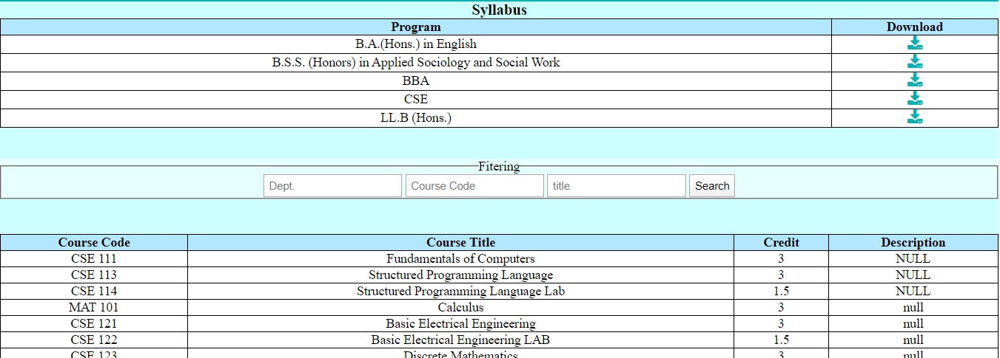 Syllabus
Program Download
B.A.(Hons.) in English
B.S.S. (Honors) in Applied Sociology and Social Work
BBA
CSE
LL.B (Hons.)
Fitering
Dept. Course Code title Search
Course Code Course Title Credit Description
CSE 111 Fundamentals of Computers 3 NULL
CSE 113 Structured Programming Language 3 NULL
CSE 114 Structured Programming Language Lab 1.5 NULL
MAT 101 Calculus 3 null
CSE 121 Basic Electrical Engineering 3 null
CSE 122 Basic Electrical Engineering LAB 1.5 null
CSE 123 Discrete Mathematics 3 null